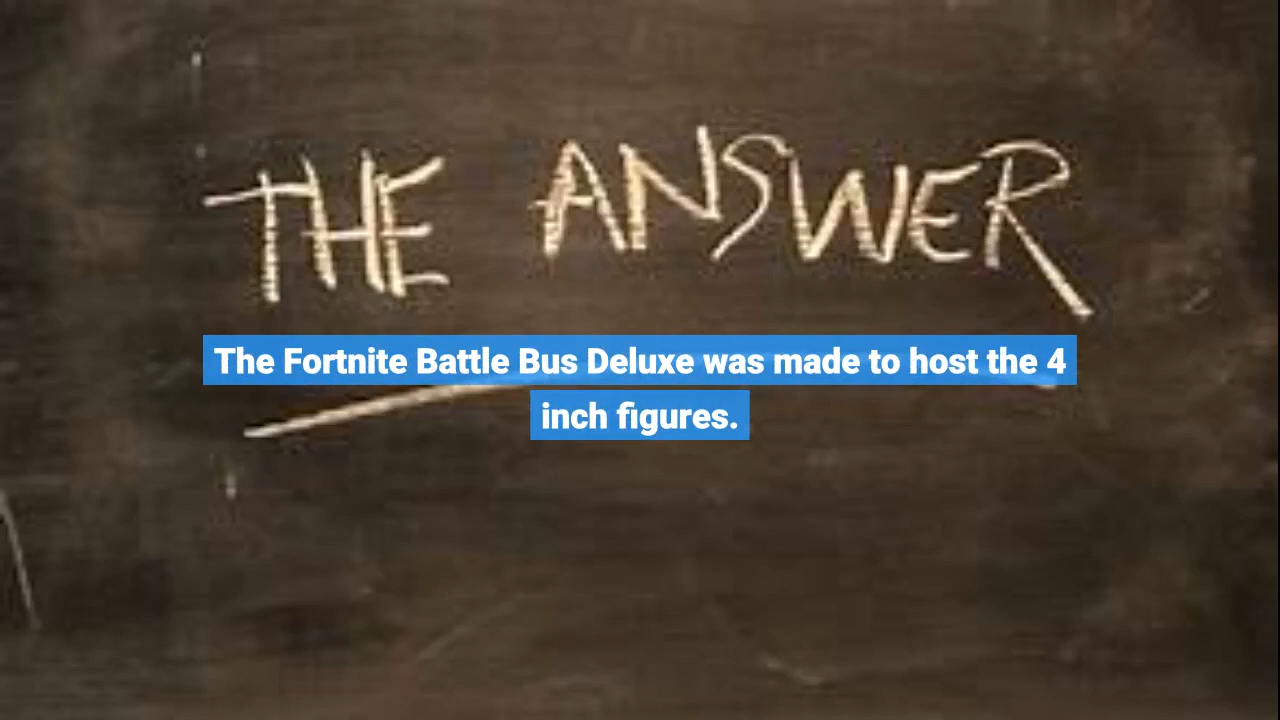 THE ANSWER
The Fortnite Battle Bus Deluxe was made to host the 4
inch figures.